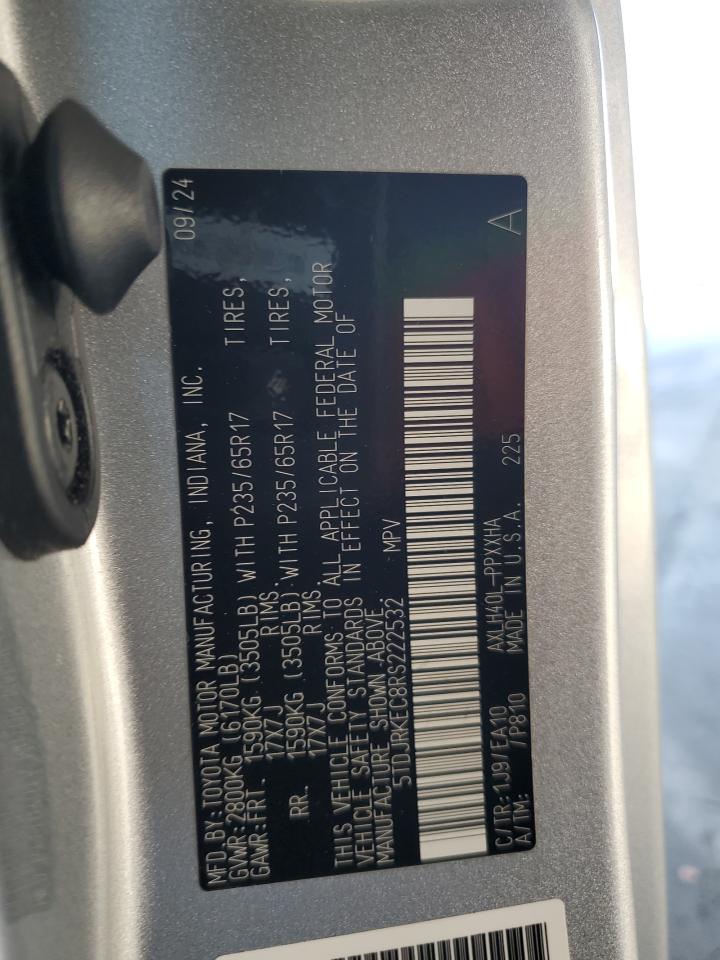 MFD.BY:TOYOTA MOTOR MANUFACTURING, INDIANA, INC. 09/24
GVWR:2800KG (6170LB)
GAWR:FRT. 1590KG (3505LB) WITH P235/65R17 TIRES,
17X7J RIMS.
RR. 1590KG (3505LB) WITH P235/65R17 TIRES,
17X7J RIMS.
THIS VEHICLE CONFORMS TO ALL APPLICABLE FEDERAL MOTOR
VEHICLE SAFETY STANDARDS IN EFFECT ON THE DATE OF
MANUFACTURE SHOWN ABOVE.
5TDJRKEC8RS222532 MPV
C/TR:1J9/EA10 AXLH40L-PPXXHA A
A/TM: /P810 MADE IN U.S.A. 225